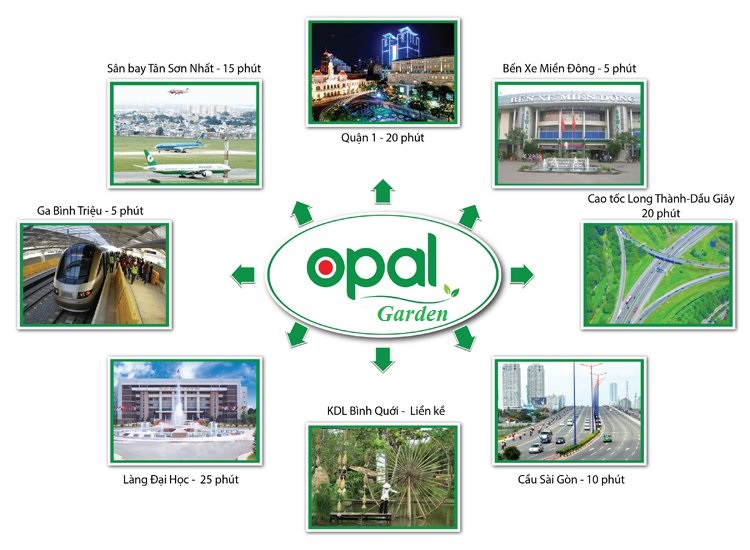 Sân bay Tân Sơn Nhất - 15 phút
Quận 1 - 20 phút
Bến Xe Miền Đông - 5 phút
BẾN XE MIỀN ĐÔNG
Ga Bình Triệu - 5 phút
Cao tốc Long Thành-Dầu Giây
20 phút
opal
Garden
Làng Đại Học - 25 phút
KDL Bình Quới - Liền kề
Cầu Sài Gòn - 10 phút